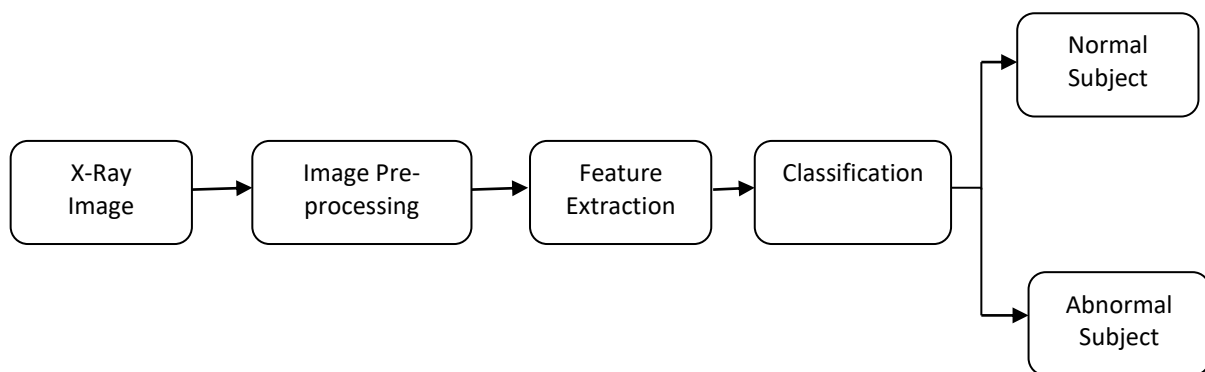 X-Ray
Image
Image Pre-
processing
Feature
Extraction
Classification
Normal
Subject
Abnormal
Subject